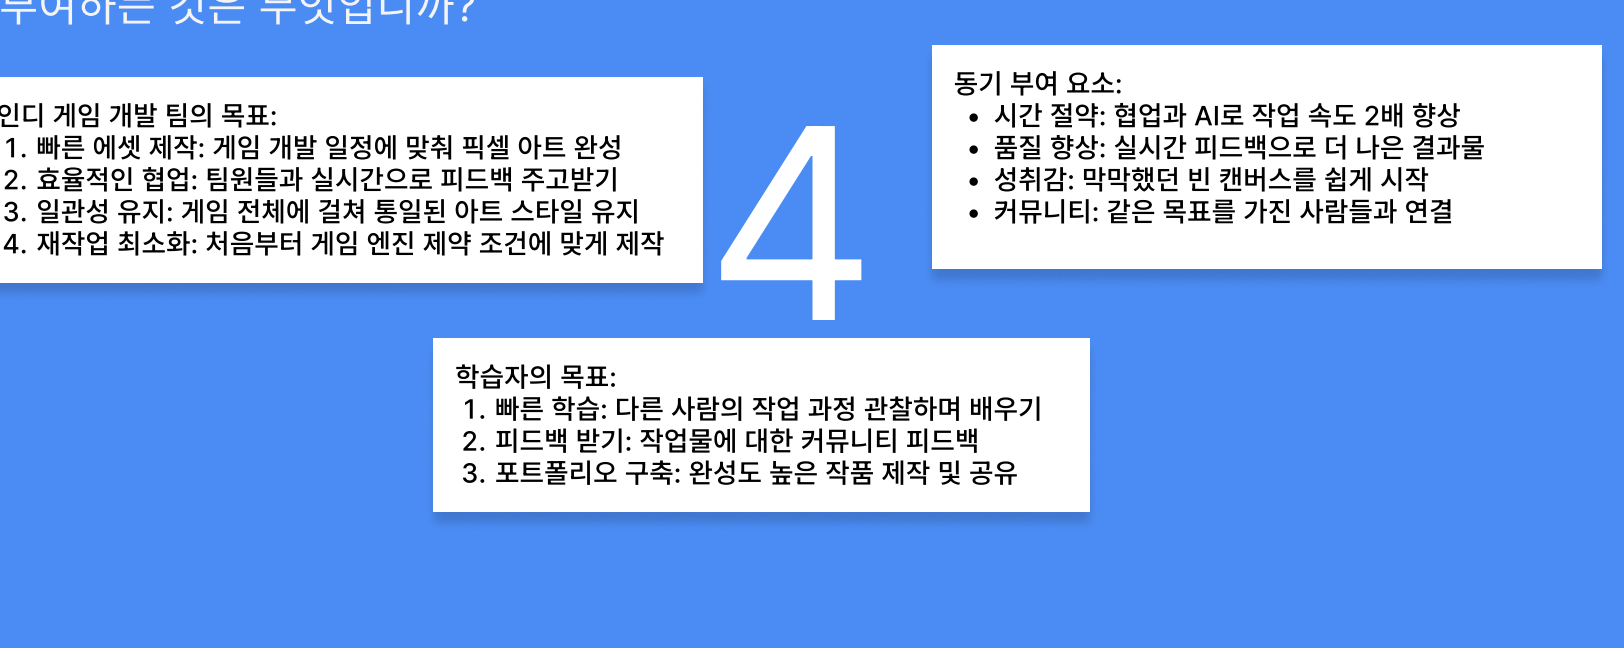 부여하는 것은 무엇입니까?
인디 게임 개발 팀의 목표:
1. 빠른 에셋 제작: 게임 개발 일정에 맞춰 픽셀 아트 완성
2. 효율적인 협업: 팀원들과 실시간으로 피드백 주고받기
3. 일관성 유지: 게임 전체에 걸쳐 통일된 아트 스타일 유지
4. 재작업 최소화: 처음부터 게임 엔진 제약 조건에 맞게 제작
4
동기 부여 요소:
• 시간 절약: 협업과 AI로 작업 속도 2배 향상
• 품질 향상: 실시간 피드백으로 더 나은 결과물
• 성취감: 막막했던 빈 캔버스를 쉽게 시작
• 커뮤니티: 같은 목표를 가진 사람들과 연결
학습자의 목표:
1. 빠른 학습: 다른 사람의 작업 과정 관찰하며 배우기
2. 피드백 받기: 작업물에 대한 커뮤니티 피드백
3. 포트폴리오 구축: 완성도 높은 작품 제작 및 공유